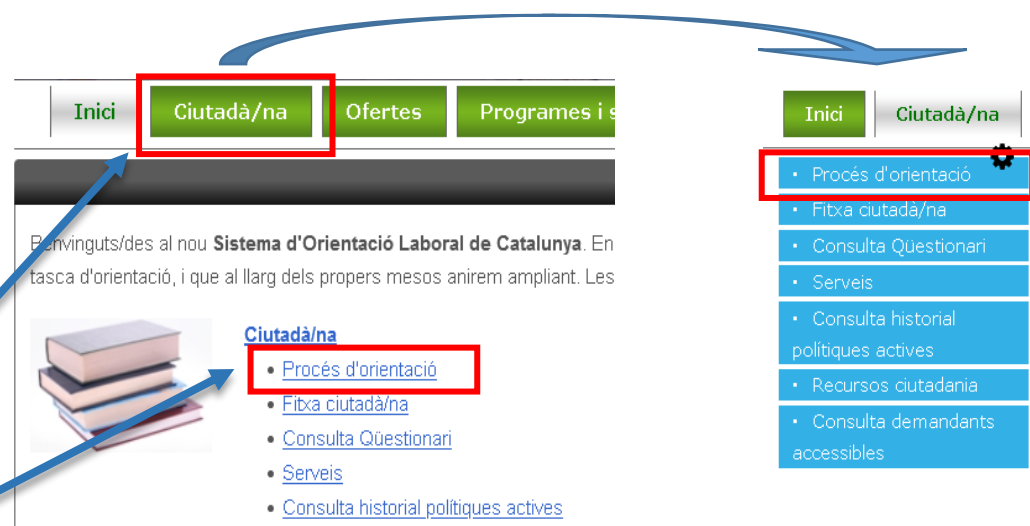 Inici Ciutadà/na Ofertes Programes i s
Benvinguts/des al nou Sistema d'Orientació Laboral de Catalunya. En
tasca d'orientació, i que al llarg dels propers mesos anirem ampliant. Les
Ciutadà/na
• Procés d'orientació
• Fitxa ciutadà/na
• Consulta Qüestionari
• Serveis
• Consulta historial polítiques actives
Inici Ciutadà/na
• Procés d'orientació
• Fitxa ciutadà/na
• Consulta Qüestionari
• Serveis
• Consulta historial
polítiques actives
• Recursos ciutadania
• Consulta demandants
accessibles